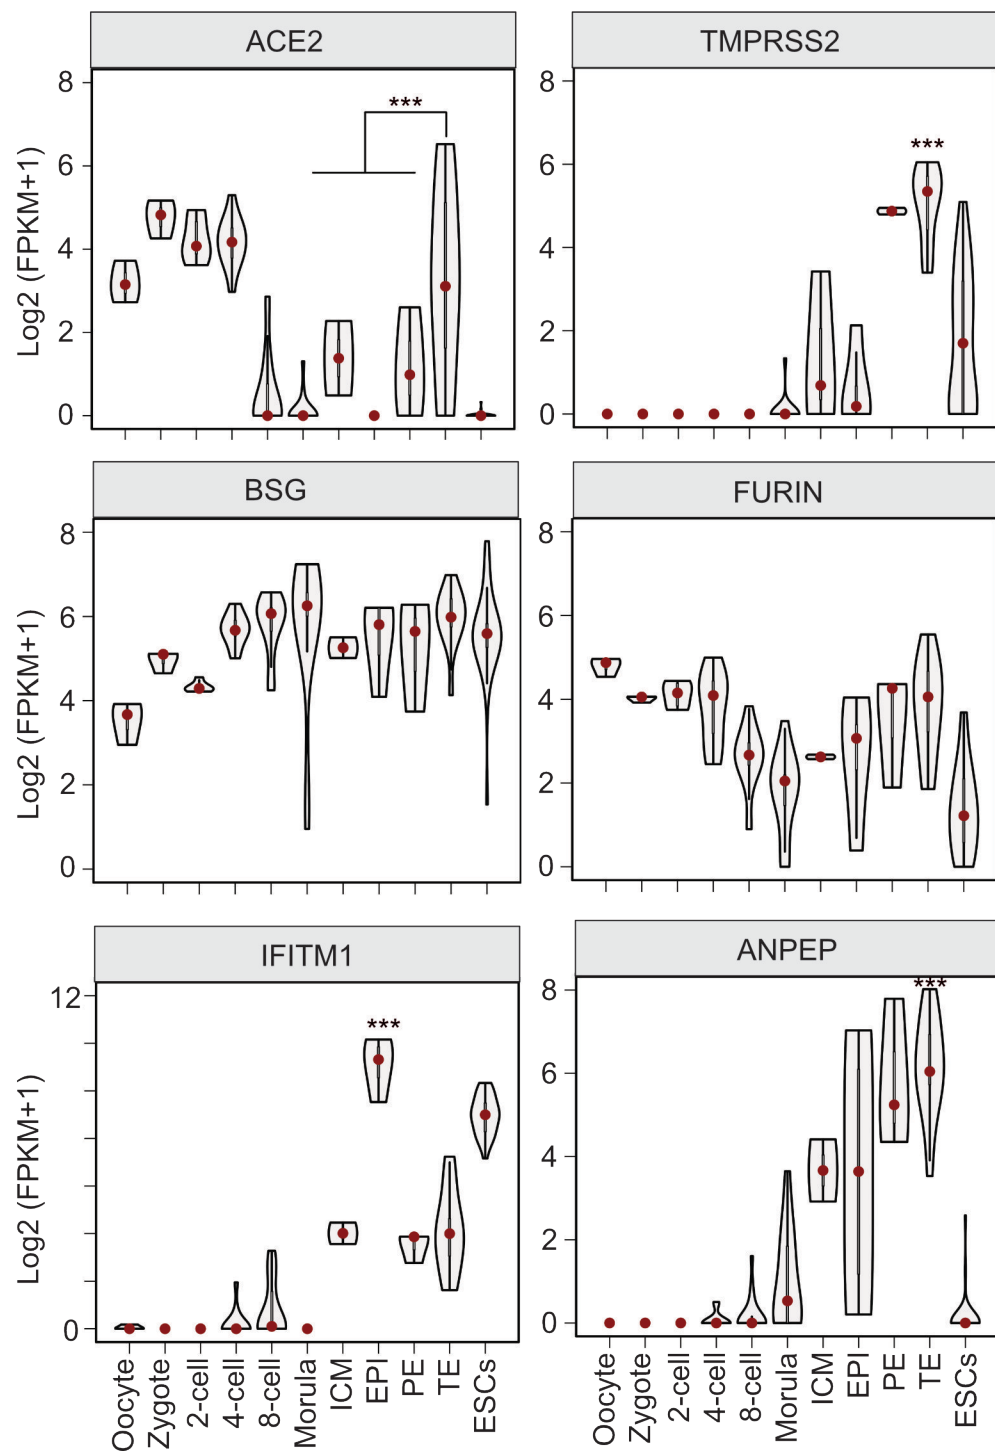 ACE2
TMPRSS2
Log2 (FPKM+1)
8
6
4
2
0
***
8
6
4
2
0
***
BSG
FURIN
Log2 (FPKM+1)
8
6
4
2
0
8
6
4
2
0
IFITM1
ANPEP
Log2 (FPKM+1)
12
0
***
8
6
4
2
0
***
Oocyte
Zygote
2-cell
4-cell
8-cell
Morula
ICM
EPI
PE
TE
ESCs
Oocyte
Zygote
2-cell
4-cell
8-cell
Morula
ICM
EPI
PE
TE
ESCs